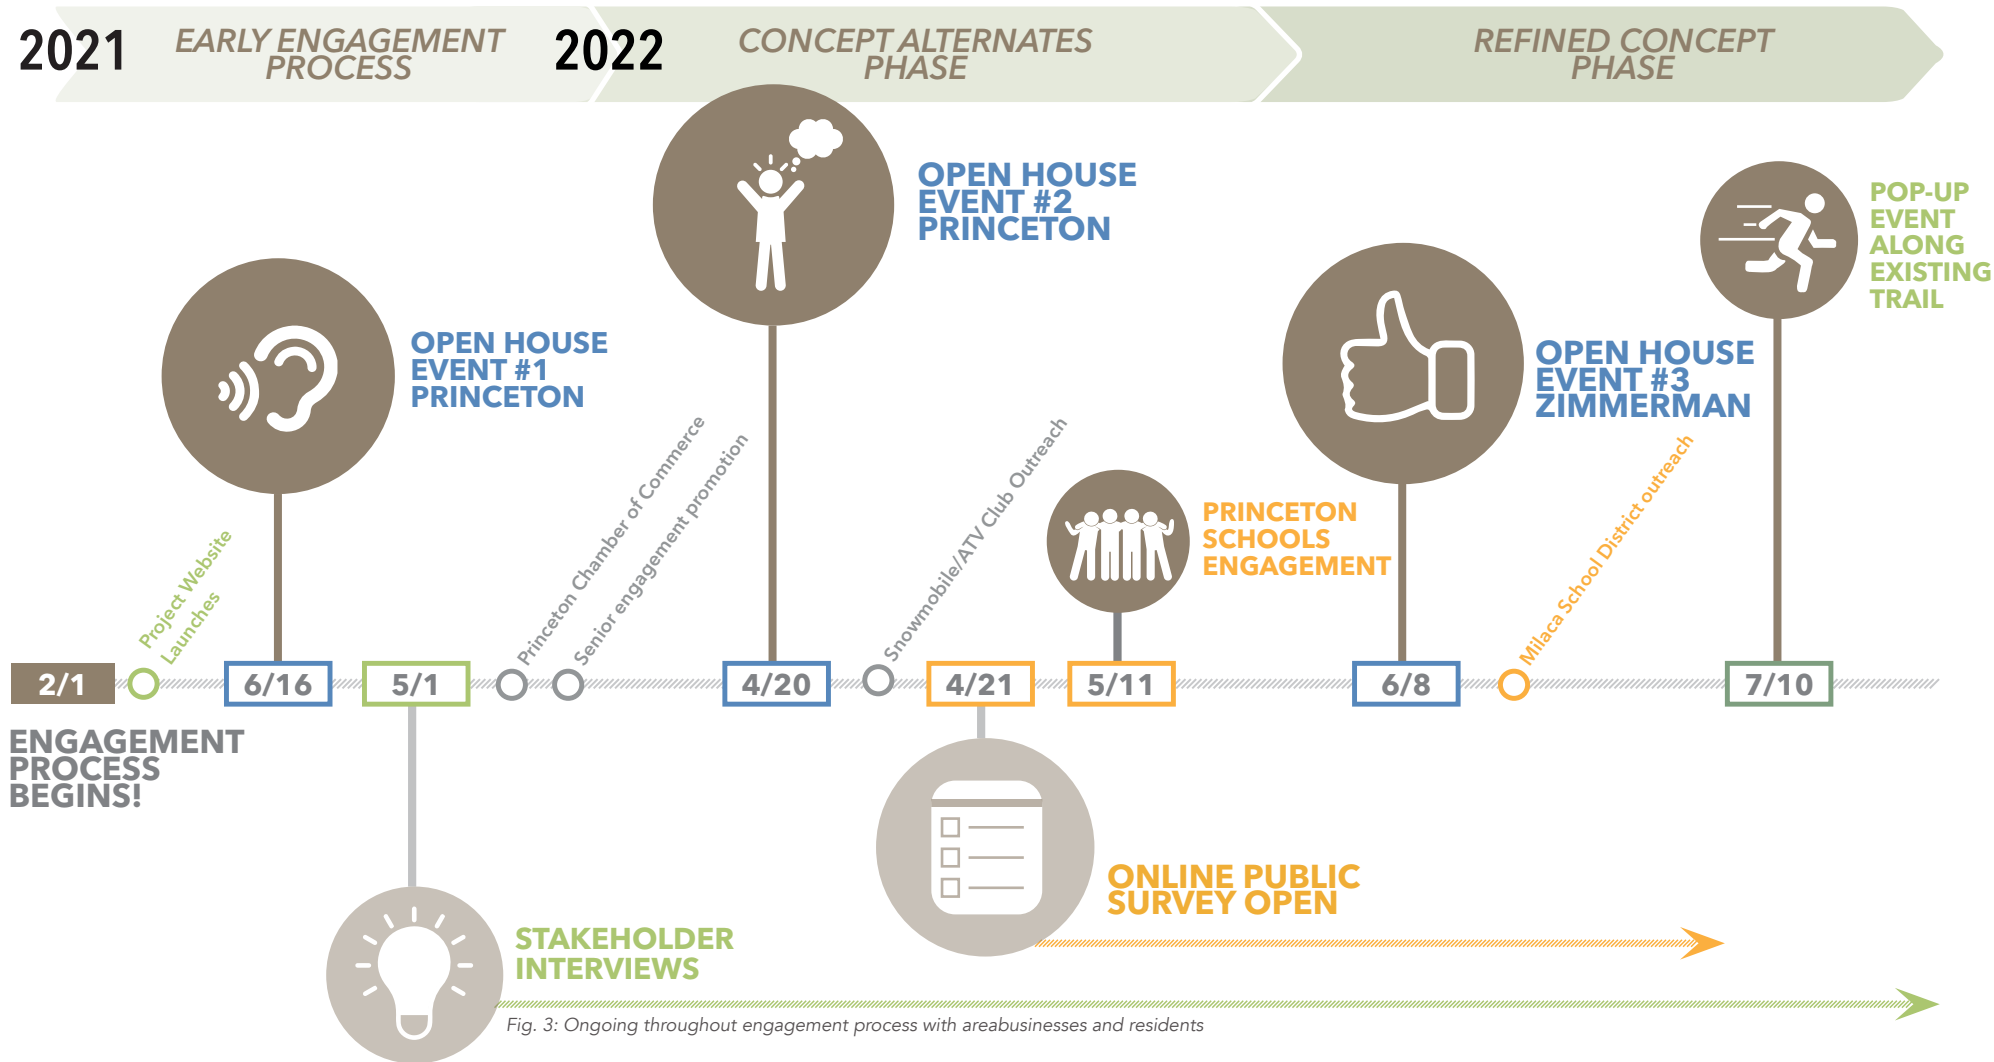 2021
EARLY ENGAGEMENT
PROCESS
2022
CONCEPT ALTERNATES
PHASE
REFINED CONCEPT
PHASE
OPEN HOUSE
EVENT #1
PRINCETON
OPEN HOUSE
EVENT #2
PRINCETON
OPEN HOUSE
EVENT #3
ZIMMERMAN
POP-UP
EVENT
ALONG
EXISTING
TRAIL
PRINCETON
SCHOOLS
ENGAGEMENT
Project Website
Launches
Princeton Chamber of Commerce
Senior engagement promotion
Snowmobile/ATV Club Outreach
Milaca School District outreach
2/1
6/16
5/1
4/20
4/21
5/11
6/8
7/10
ENGAGEMENT
PROCESS
BEGINS!
ONLINE PUBLIC
SURVEY OPEN
STAKEHOLDER
INTERVIEWS
Fig. 3: Ongoing throughout engagement process with areabusinesses and residents